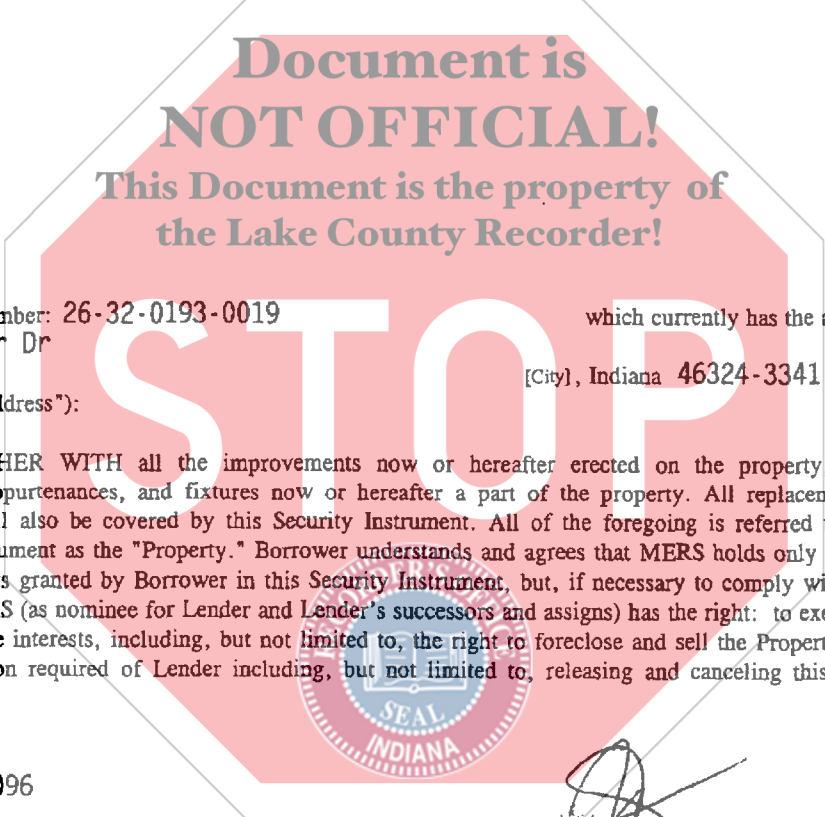 Document is
NOT OFFICIAL!
This Document is the property of
the Lake County Recorder!
STOP
mber: 26-32-0193-0019 which currently has the a
r Dr
[City], Indiana 46324-3341
ldress"):
HER WITH all the improvements now or hereafter erected on the property
ppurtenances, and fixtures now or hereafter a part of the property. All replacen
l also be covered by this Security Instrument. All of the foregoing is referred
ument as the "Property." Borrower understands and agrees that MERS holds only
s granted by Borrower in this Security Instrument, but, if necessary to comply wi
S (as nominee for Lender and Lender's successors and assigns) has the right: to exe
e interests, including, but not limited to, the right to foreclose and sell the Propert
on required of Lender including, but not limited to, releasing and canceling this
SEAL
INDIANA
096